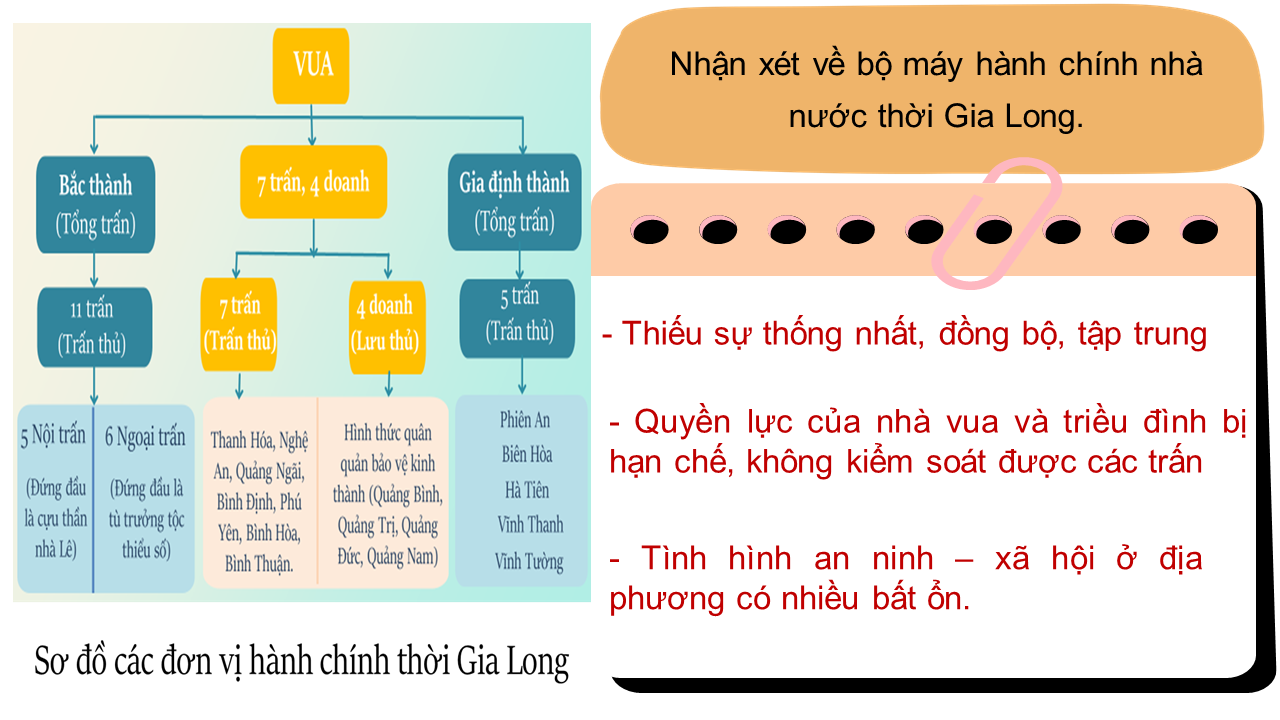 VUA
Bắc thành
(Tổng trấn)
7 trấn, 4 doanh
Gia định thành
(Tổng trấn)
11 trấn
(Trấn thủ)
7 trấn
(Trấn thủ)
4 doanh
(Lưu thủ)
5 trấn
(Trấn thủ)
5 Nội trấn
(Đứng đầu
là cựu thần
nhà Lê)
6 Ngoại trấn
(Đứng đầu là
tù trưởng tộc
thiểu số)
Thanh Hóa, Nghệ
An, Quảng Ngãi,
Bình Định, Phú
Yên, Bình Hòa,
Bình Thuận.
Hình thức quân
quản bảo vệ kinh
thành (Quảng Bình,
Quảng Trị, Quảng
Đức, Quảng Nam)
Phiên An
Biên Hòa
Hà Tiên
Vĩnh Thanh
Vĩnh Tường
Sơ đồ các đơn vị hành chính thời Gia Long
Nhận xét về bộ máy hành chính nhà
nước thời Gia Long.
- Thiếu sự thống nhất, đồng bộ, tập trung
- Quyền lực của nhà vua và triều đình bị
hạn chế, không kiểm soát được các trấn
- Tình hình an ninh – xã hội ở địa
phương có nhiều bất ổn.